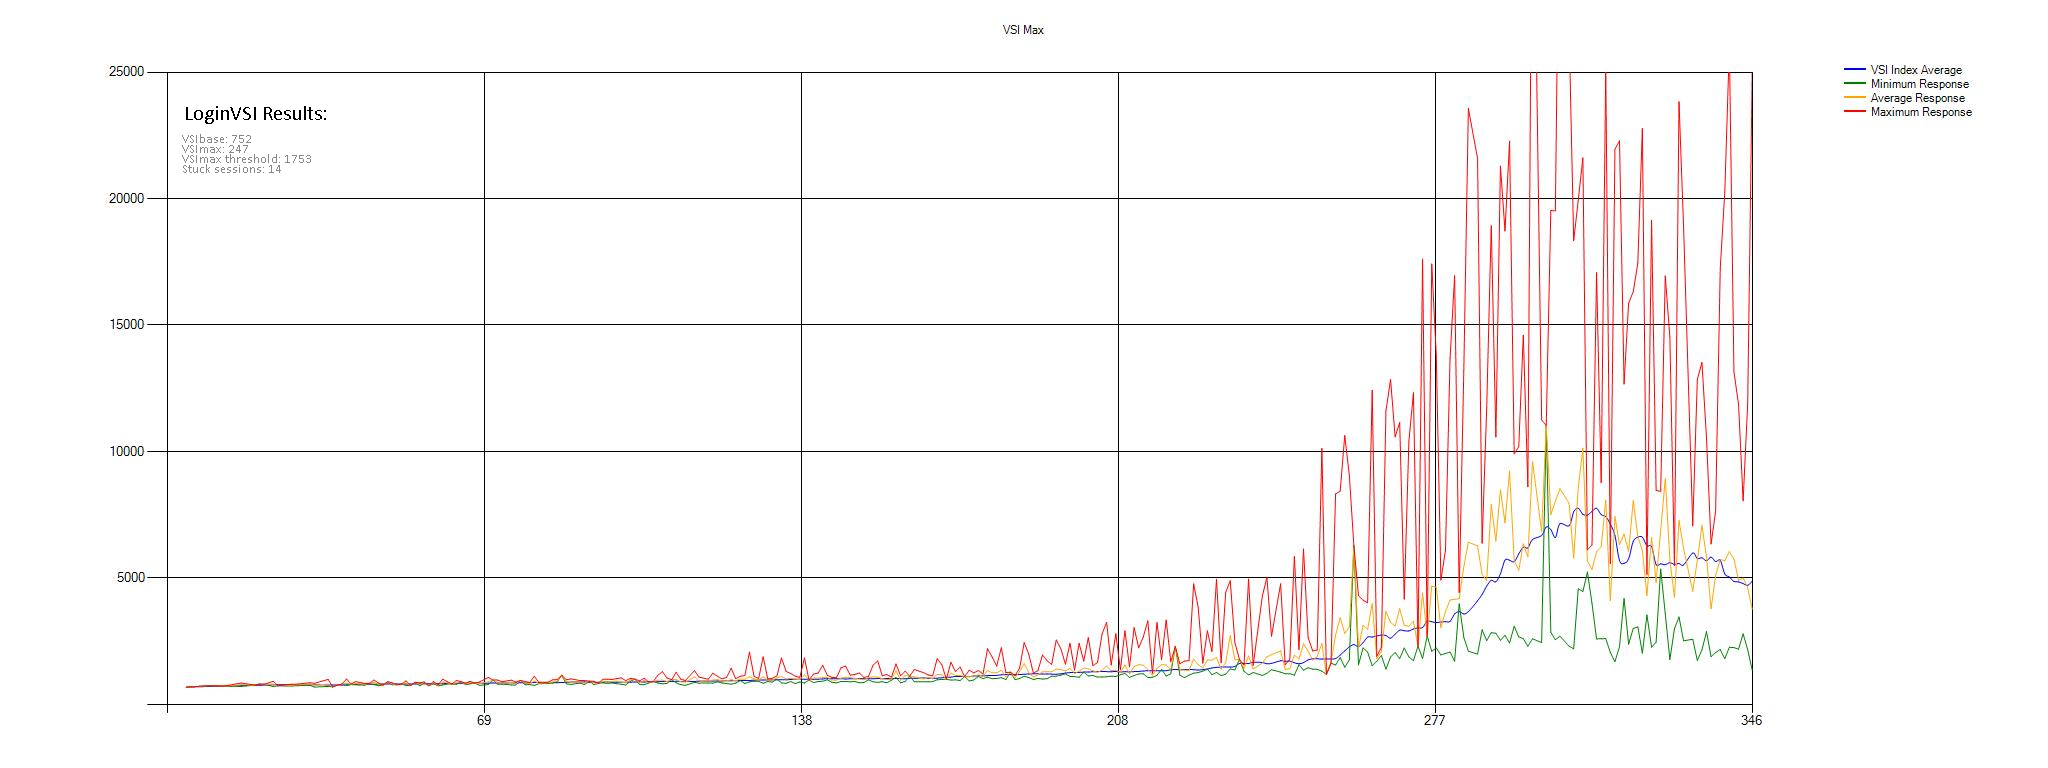 VSI Max
25000
20000
15000
10000
5000
LoginVSI Results:
VSIbase: 752
VSImax: 247
VSImax threshold: 1753
Stuck sessions: 14
VSI Index Average
Minimum Response
Average Response
Maximum Response
69
138
208
277
346